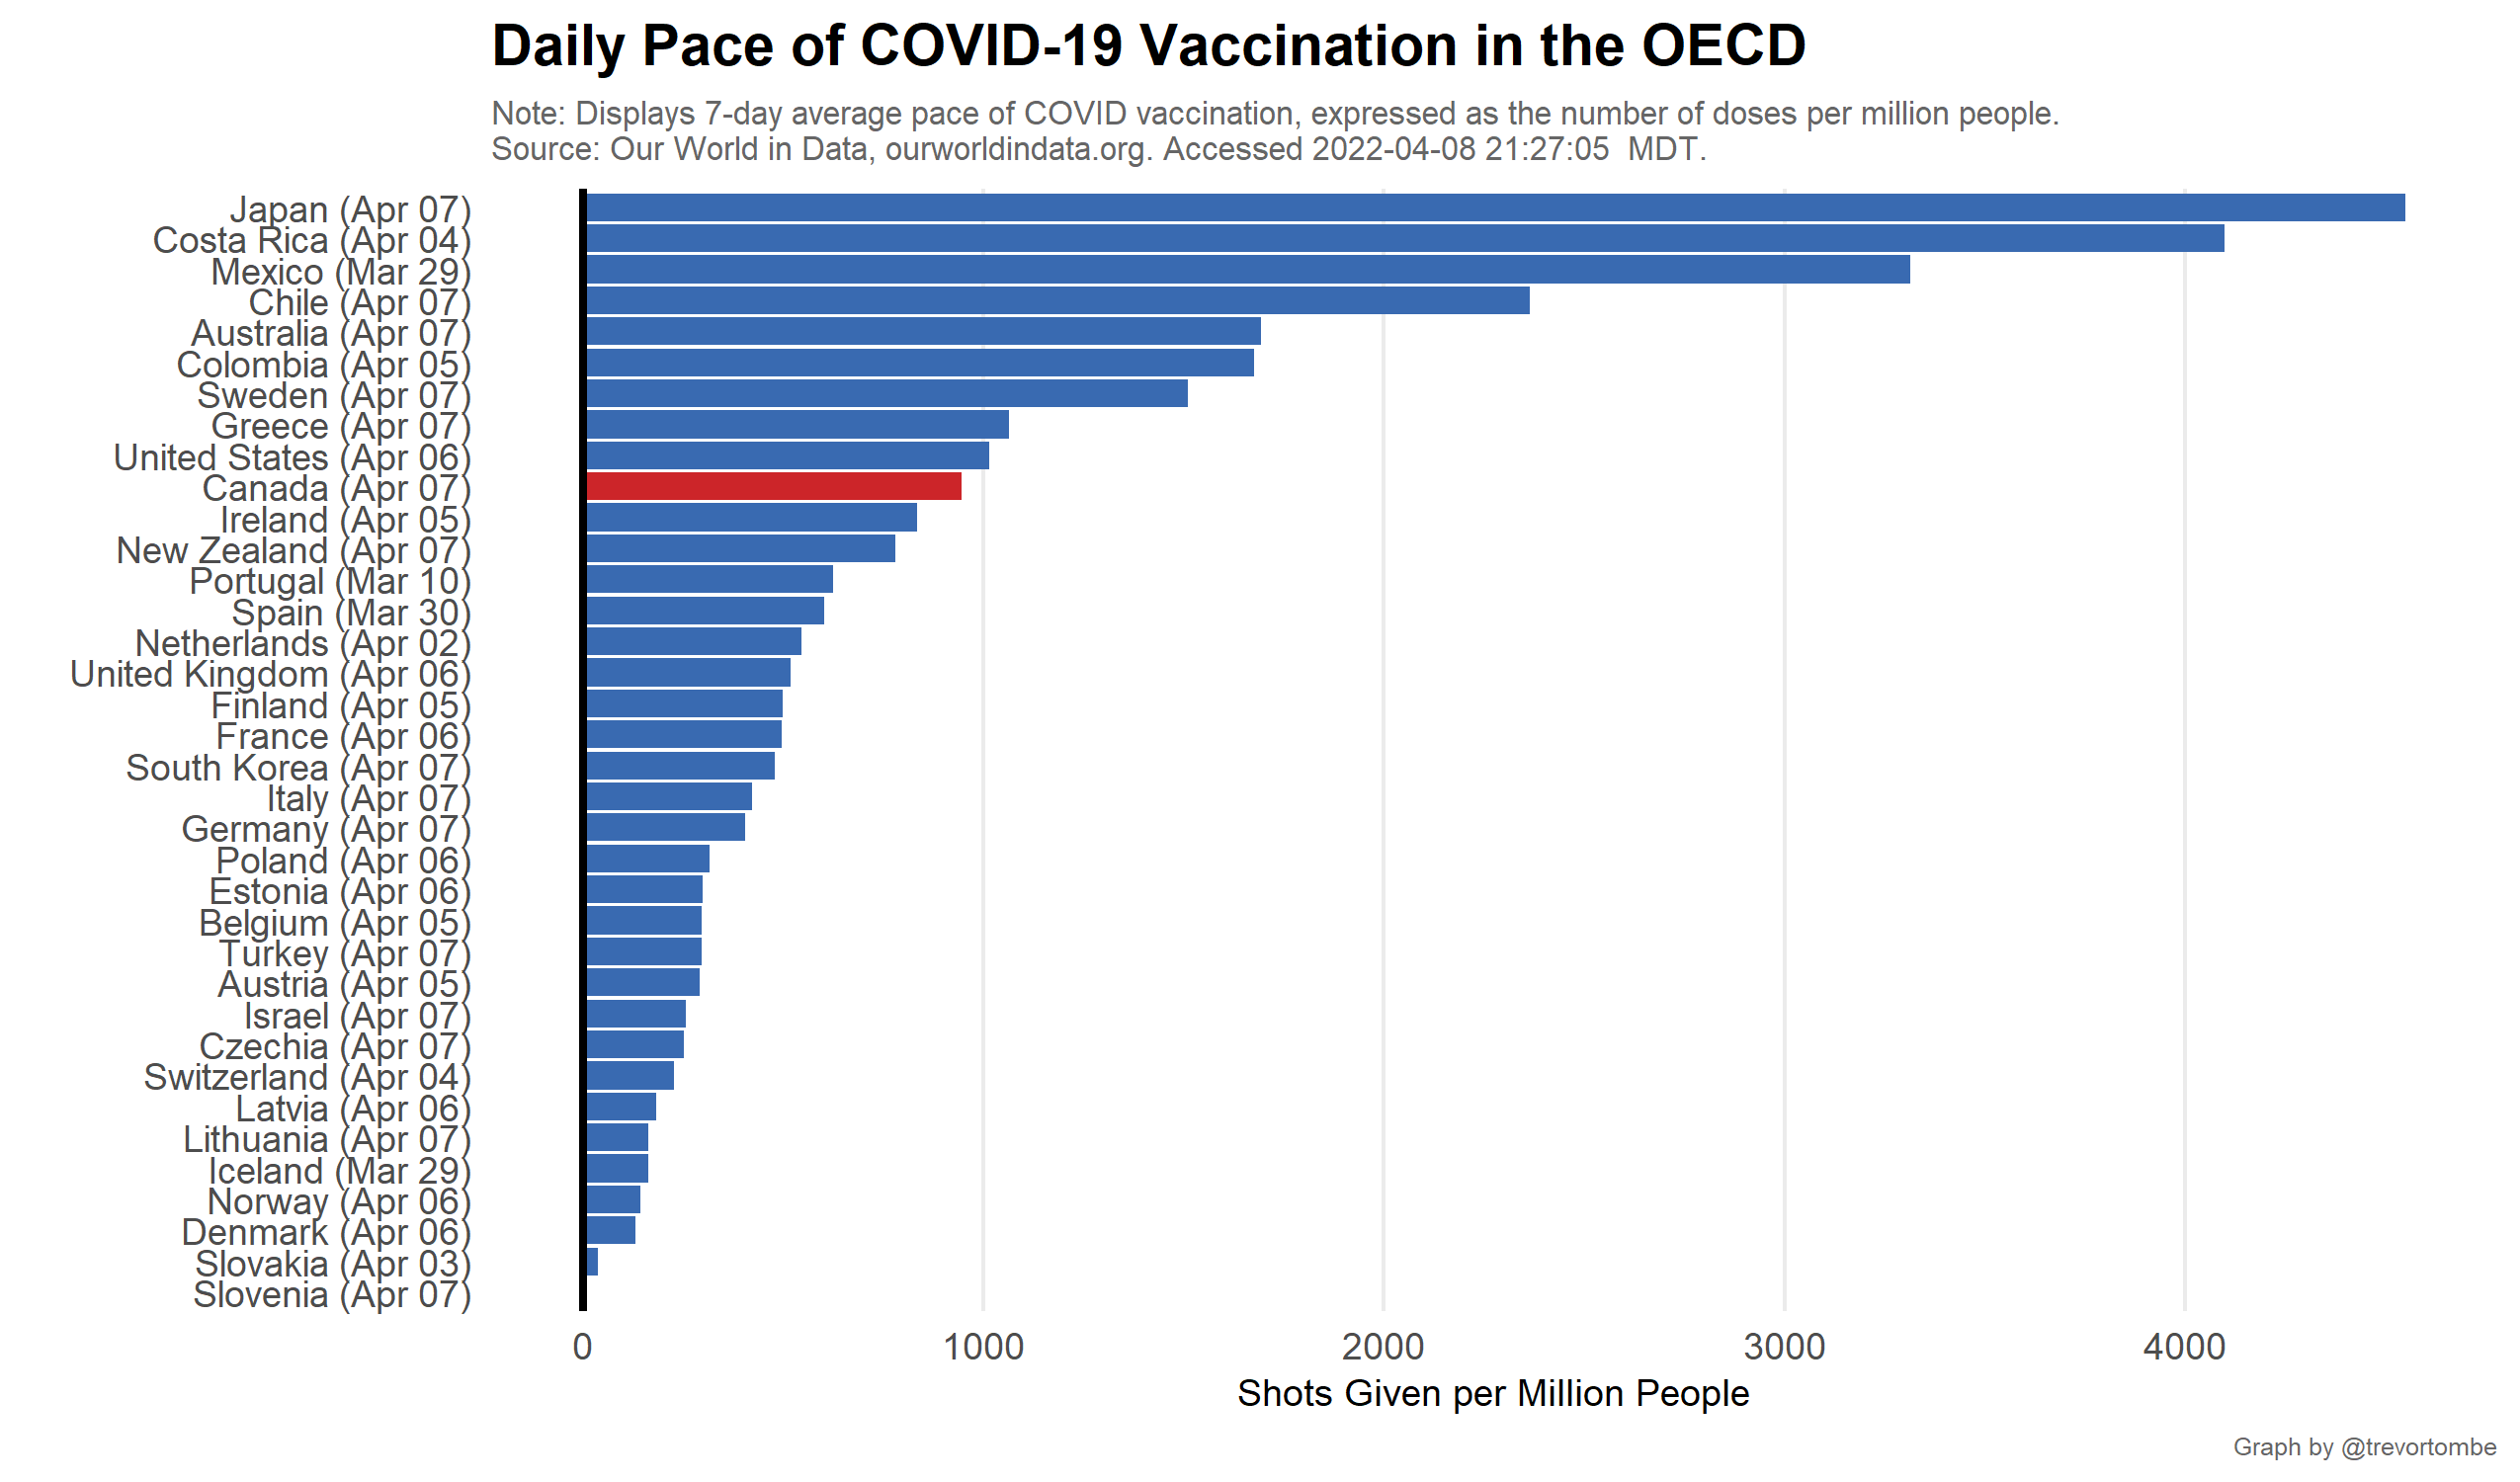 Daily Pace of COVID-19 Vaccination in the OECD
Note: Displays 7-day average pace of COVID vaccination, expressed as the number of doses per million people.
Source: Our World in Data, ourworldindata.org. Accessed 2022-04-08 21:27:05  MDT.
Japan (Apr 07)
Costa Rica (Apr 04)
Mexico (Mar 29)
Chile (Apr 07)
Australia (Apr 07)
Colombia (Apr 05)
Sweden (Apr 07)
Greece (Apr 07)
United States (Apr 06)
Canada (Apr 07)
Ireland (Apr 05)
New Zealand (Apr 07)
Portugal (Mar 10)
Spain (Mar 30)
Netherlands (Apr 02)
United Kingdom (Apr 06)
Finland (Apr 05)
France (Apr 06)
South Korea (Apr 07)
Italy (Apr 07)
Germany (Apr 07)
Poland (Apr 06)
Estonia (Apr 06)
Belgium (Apr 05)
Turkey (Apr 07)
Austria (Apr 05)
Israel (Apr 07)
Czechia (Apr 07)
Switzerland (Apr 04)
Latvia (Apr 06)
Lithuania (Apr 07)
Iceland (Mar 29)
Norway (Apr 06)
Denmark (Apr 06)
Slovakia (Apr 03)
Slovenia (Apr 07)
0 1000 2000 3000 4000
Shots Given per Million People
Graph by @trevortombe